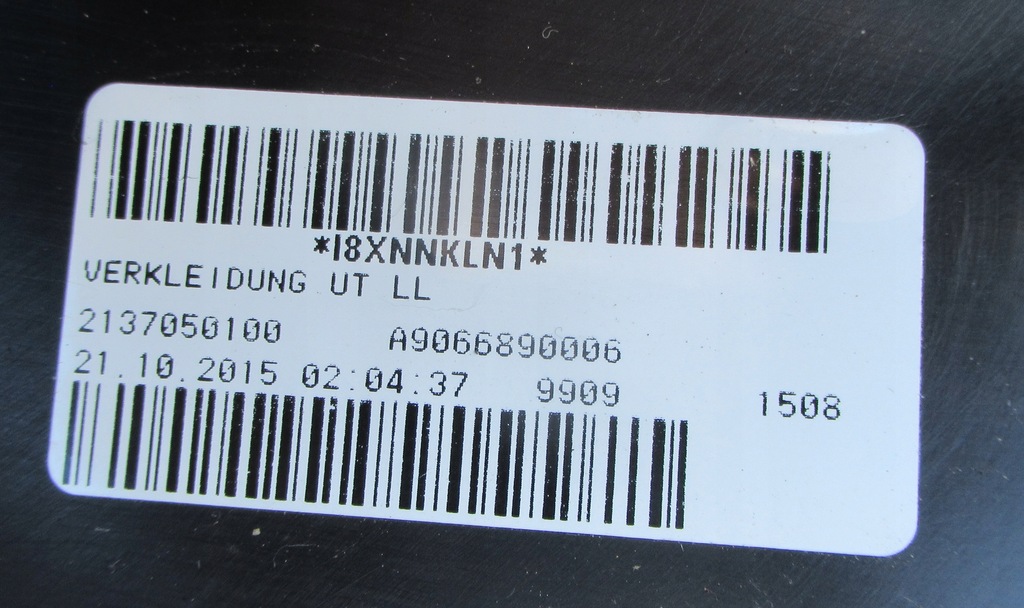 *I8XNNKLN1*
VERKLEIDUNG UT LL
2137050100 A9066890006
21.10.2015 02:04:37 9909 1508